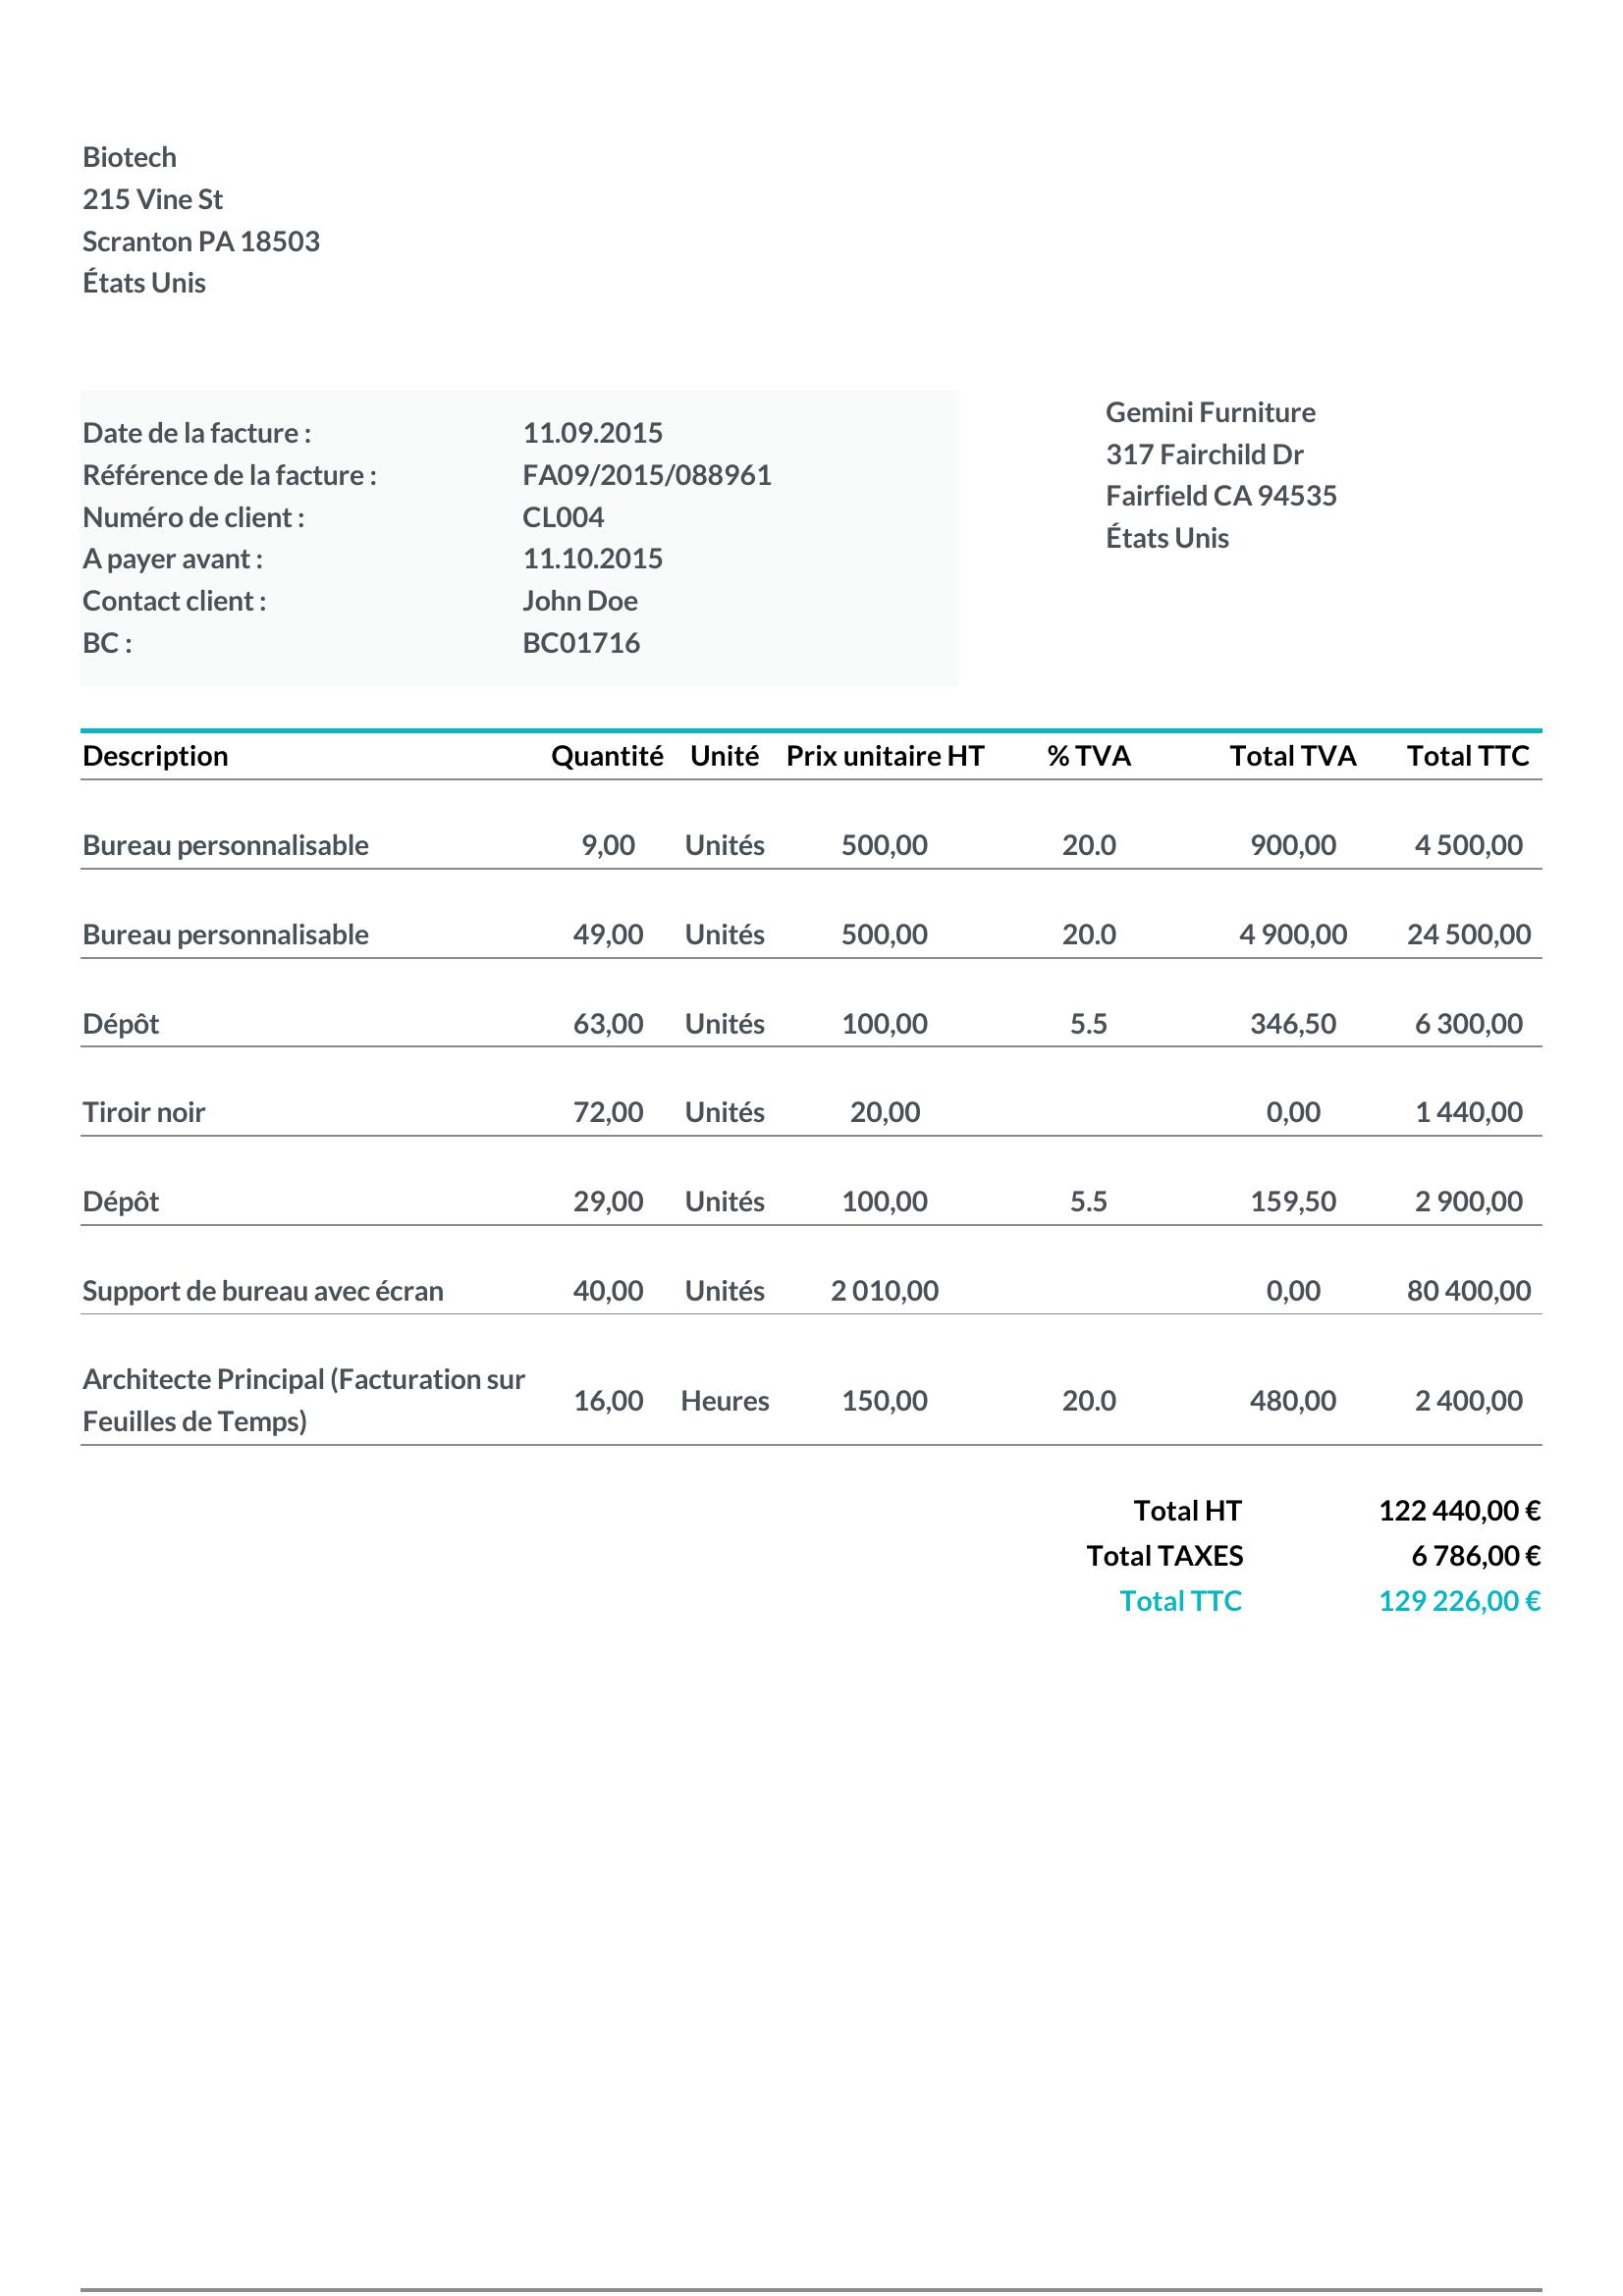 Biotech
215 Vine St
Scranton PA 18503
États Unis
Date de la facture : 11.09.2015
Référence de la facture : FA09/2015/088961
Numéro de client : CL004
A payer avant : 11.10.2015
Contact client : John Doe
BC : BC01716
Gemini Furniture
317 Fairchild Dr
Fairfield CA 94535
États Unis
Description Quantité Unité Prix unitaire HT % TVA Total TVA Total TTC
Bureau personnalisable 9,00 Unités 500,00 20.0 900,00 4 500,00
Bureau personnalisable 49,00 Unités 500,00 20.0 4 900,00 24 500,00
Dépôt 63,00 Unités 100,00 5.5 346,50 6 300,00
Tiroir noir 72,00 Unités 20,00 0,00 1 440,00
Dépôt 29,00 Unités 100,00 5.5 159,50 2 900,00
Support de bureau avec écran 40,00 Unités 2 010,00 0,00 80 400,00
Architecte Principal (Facturation sur
Feuilles de Temps) 16,00 Heures 150,00 20.0 480,00 2 400,00
Total HT 122 440,00 €
Total TAXES 6 786,00 €
Total TTC 129 226,00 €